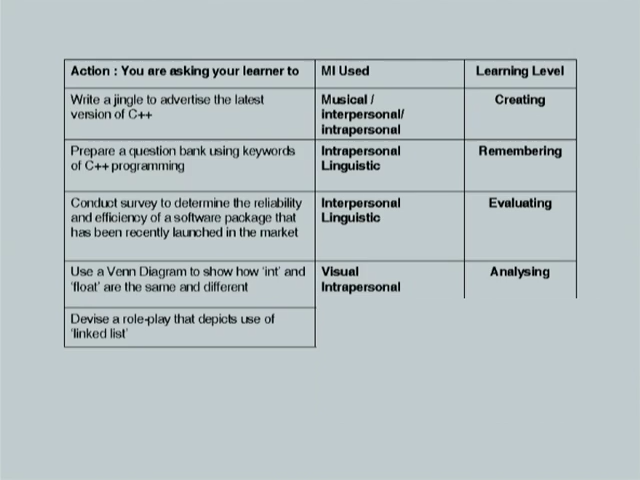 Action : You are asking your learner to
MI Used
Learning Level
Write a jingle to advertise the latest
version of C++
Musical /
interpersonal/
intrapersonal
Creating
Prepare a question bank using keywords
of C++ programming
Intrapersonal
Linguistic
Remembering
Conduct survey to determine the reliability
and efficiency of a software package that
has been recently launched in the market
Interpersonal
Linguistic
Evaluating
Use a Venn Diagram to show how 'int' and
'float' are the same and different
Visual
Intrapersonal
Analysing
Devise a role-play that depicts use of
'linked list'